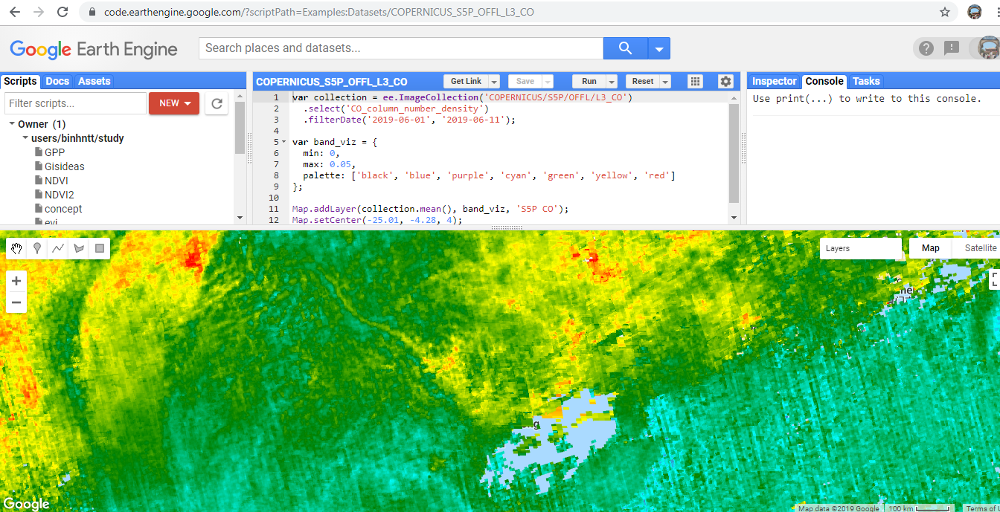 code.earthengine.google.com/?scriptPath=Examples:Datasets/COPERNICUS_S5P_OFFL_L3_CO
Google Earth Engine
Search places and datasets...
Scripts Docs Assets
COPERNICUS_S5P_OFFL_L3_CO
Get Link Save Run Reset
Inspector Console Tasks
Filter scripts...
NEW
Owner (1)
users/binhntt/study
GPP
Gisideas
NDVI
NDVI2
concept
evi
1 var collection = ee.ImageCollection('COPERNICUS/S5P/OFFL/L3_CO')
2 .select('CO_column_number_density')
3 .filterDate('2019-06-01', '2019-06-11');
4
5 var band_viz = {
6 min: 0,
7 max: 0.05,
8 palette: ['black', 'blue', 'purple', 'cyan', 'green', 'yellow', 'red']
9 };
10
11 Map.addLayer(collection.mean(), band_viz, 'S5P CO');
12 Map.setCenter(-25.01, -4.28, 4);
Use print(...) to write to this console.
Layers
Map Satellite
Google
Map data ©2019 Google 100 km Terms of